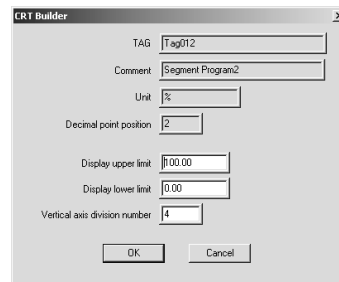 CRT Builder
TAG Tag012
Comment Segment Program2
Unit %
Decimal point position 2
Display upper limit 100.00
Display lower limit 0.00
Vertical axis division number 4
OK Cancel